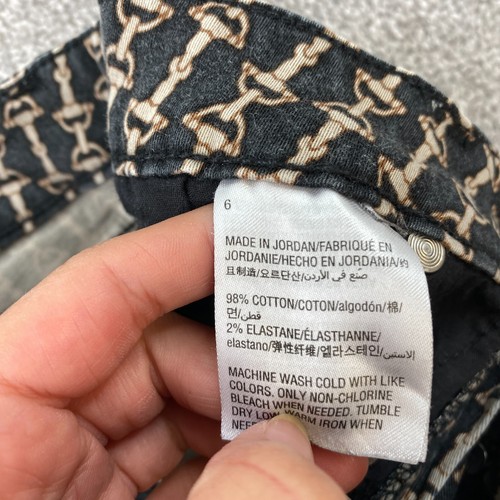 6
MADE IN JORDAN/FABRIQUÉ EN
JORDANIE/HECHO EN JORDANIA/约
旦制造/요르단산/صنع في الأردن
98% COTTON/COTON/algodón/棉/
면/قطن
2% ELASTANE/ÉLASTHANNE/
elastano/弹性纤维/엘라스테인/إلاستين
MACHINE WASH COLD WITH LIKE
COLORS. ONLY NON-CHLORINE
BLEACH WHEN NEEDED. TUMBLE
DRY LOW. WARM IRON WHEN